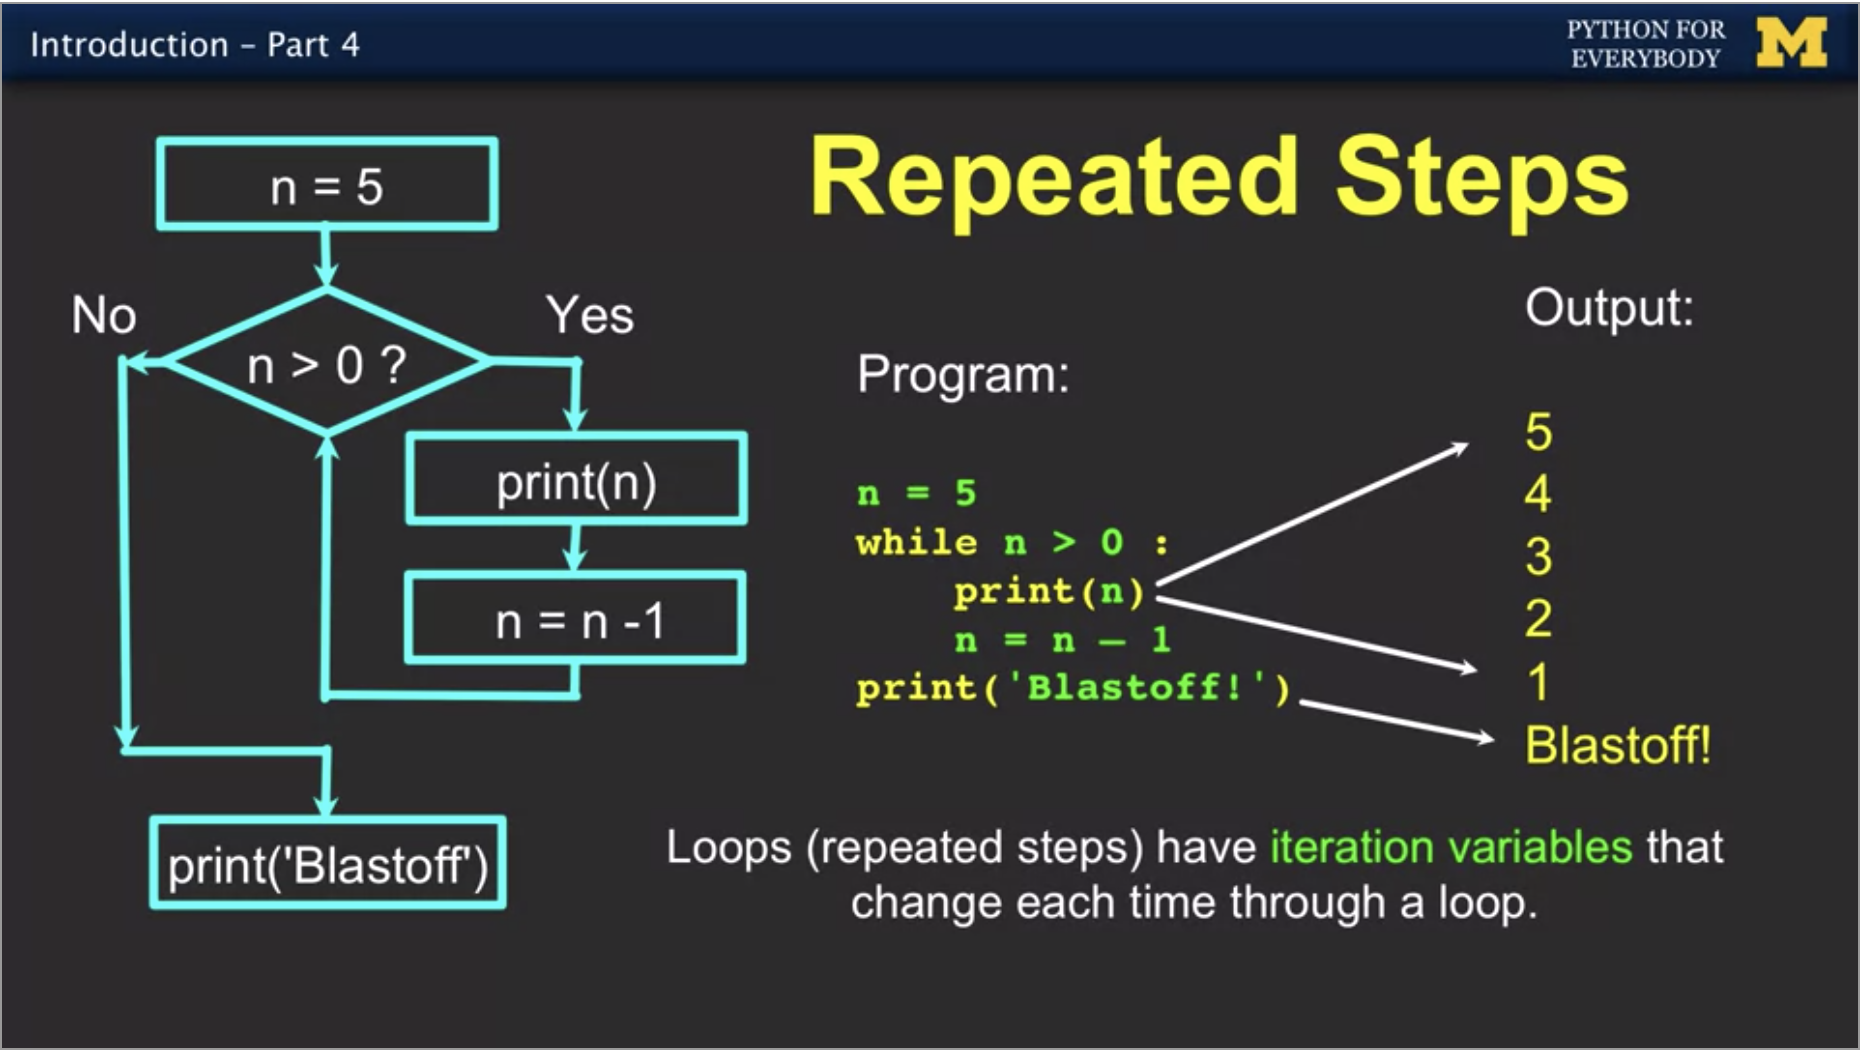 Introduction – Part 4
PYTHON FOR
EVERYBODY
M
Repeated Steps
n = 5
No
Yes
n > 0 ?
print(n)
n = n -1
print('Blastoff')
Program:
n = 5
while n > 0 :
    print(n)
    n = n – 1
print('Blastoff!')
Output:
5
4
3
2
1
Blastoff!
Loops (repeated steps) have iteration variables that
change each time through a loop.